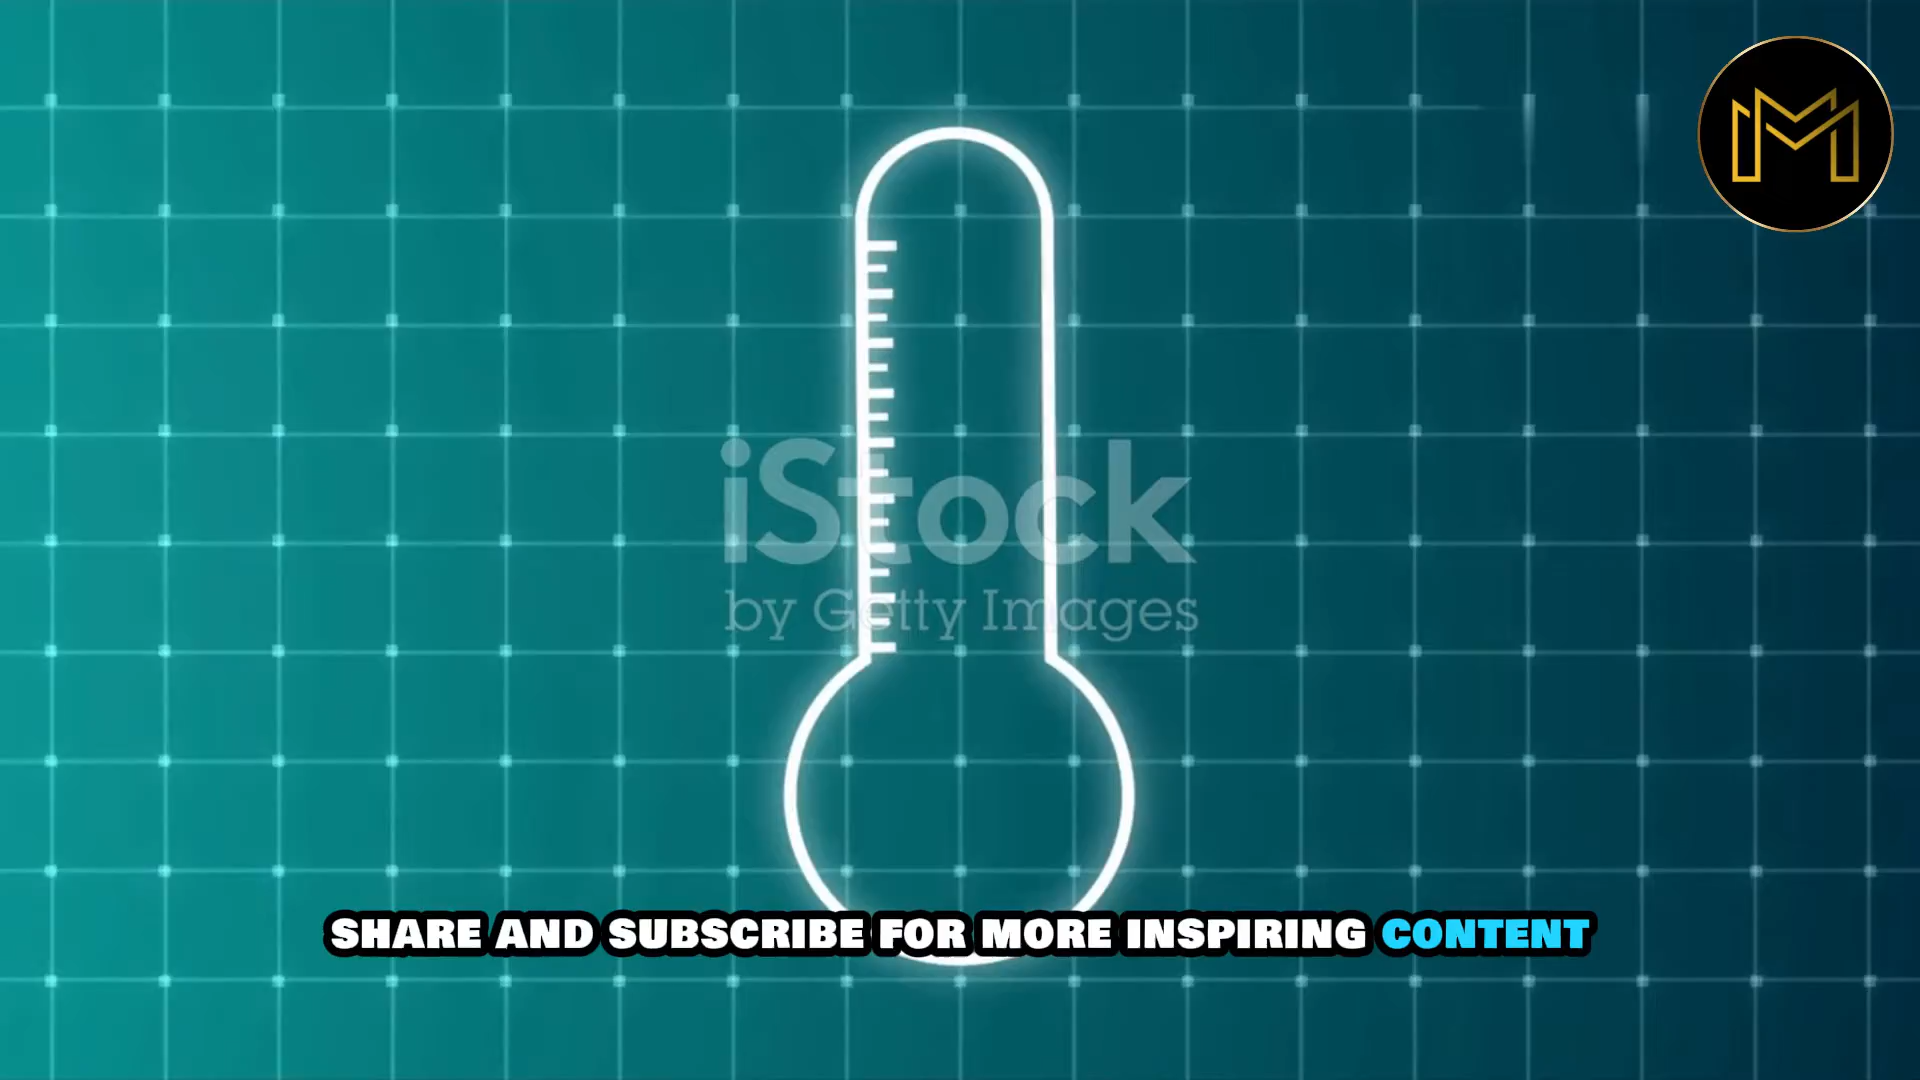 iStock
by Getty Images
SHARE AND SUBSCRIBE FOR MORE INSPIRING CONTENT